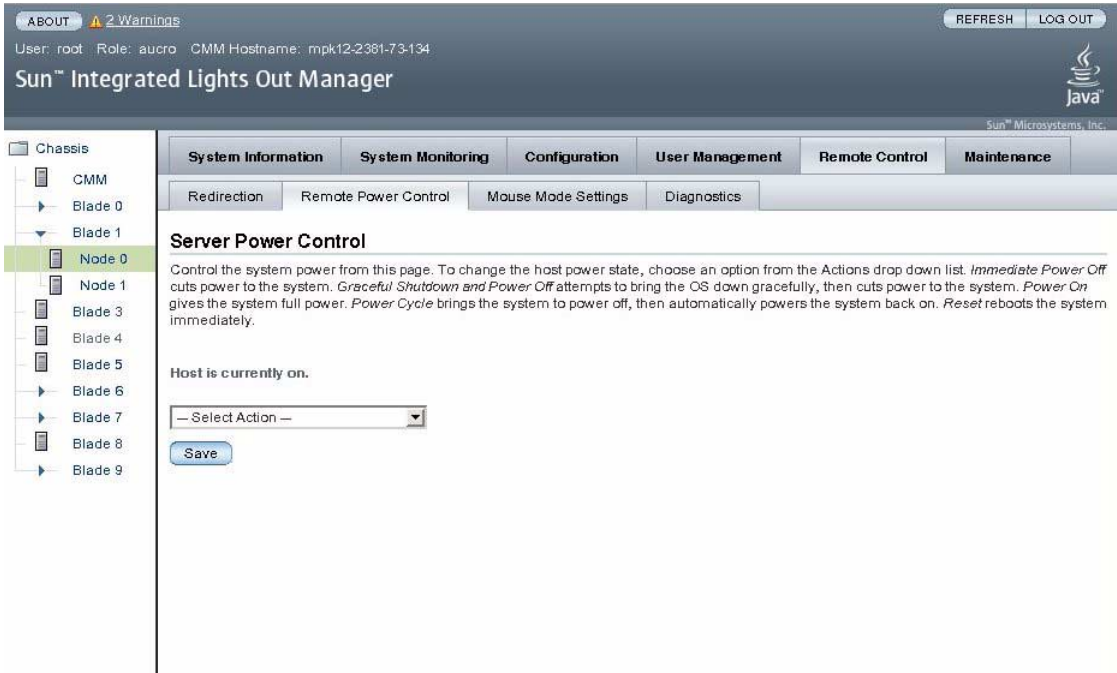 ABOUT 2 Warnings REFRESH LOG OUT
User: root Role: aucro CMM Hostname: mpk12-2381-73-134
Sun™ Integrated Lights Out Manager
Java™
Sun™ Microsystems, Inc.
Chassis
CMM
Blade 0
Blade 1
Node 0
Node 1
Blade 3
Blade 4
Blade 5
Blade 6
Blade 7
Blade 8
Blade 9
System Information System Monitoring Configuration User Management Remote Control Maintenance
Redirection Remote Power Control Mouse Mode Settings Diagnostics
Server Power Control
Control the system power from this page. To change the host power state, choose an option from the Actions drop down list. Immediate Power Off
cuts power to the system. Graceful Shutdown and Power Off attempts to bring the OS down gracefully, then cuts power to the system. Power On
gives the system full power. Power Cycle brings the system to power off, then automatically powers the system back on. Reset reboots the system
immediately.
Host is currently on.
-- Select Action --
Save